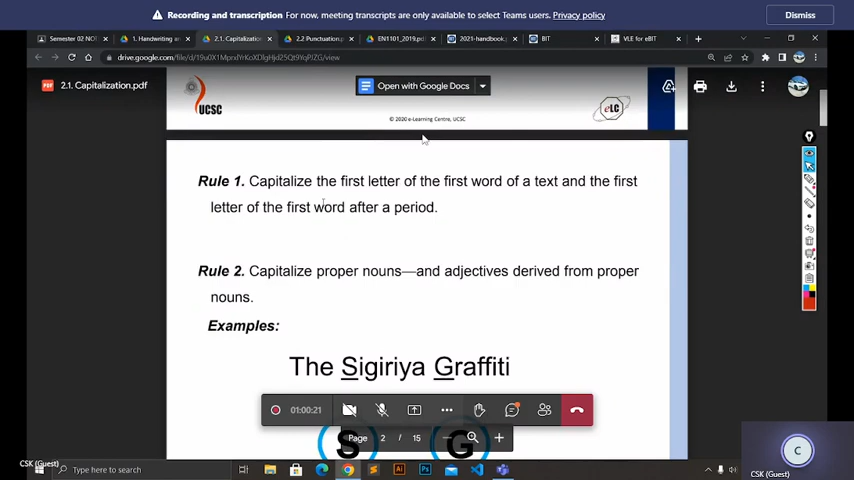 Recording and transcription For now, meeting transcripts are only available to select Teams users. Privacy policy
Dismiss
Semester 02 NOT
1. Handwriting an
2.1. Capitalization.
2.2 Punctuation.p
EN1101_2019.pd
2021-handbook.p
BIT
VLE for eBIT
2.1. Capitalization.pdf
Open with Google Docs
UCSC
eLC
© 2020 e-Learning Centre, UCSC
Rule 1. Capitalize the first letter of the first word of a text and the first
letter of the first word after a period.
Rule 2. Capitalize proper nouns—and adjectives derived from proper
nouns.
Examples:
The Sigiriya Graffiti
01:00:21
S G
Page 2 / 15
C
CSK (Guest)
CSK (Guest)
Type here to search